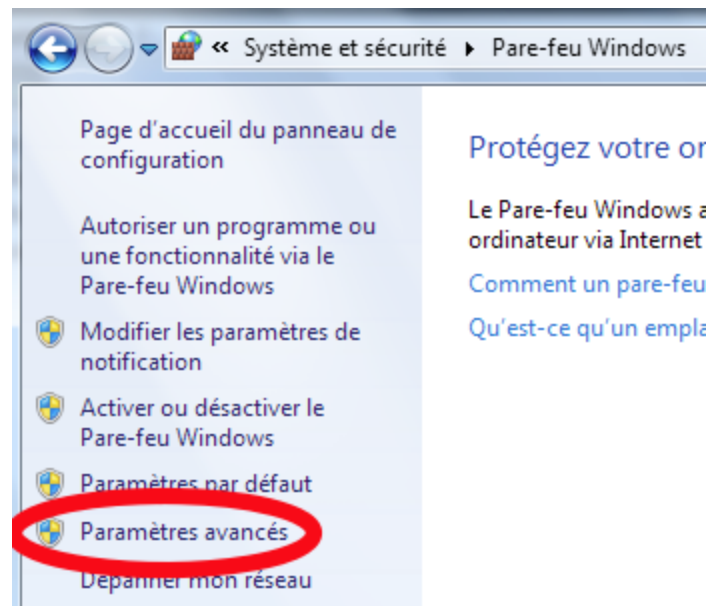 « Système et sécurité ▸ Pare-feu Windows
Page d'accueil du panneau de
configuration
Autoriser un programme ou
une fonctionnalité via le
Pare-feu Windows
Modifier les paramètres de
notification
Activer ou désactiver le
Pare-feu Windows
Paramètres par défaut
Paramètres avancés
Dépanner mon réseau
Protégez votre or
Le Pare-feu Windows a
ordinateur via Internet
Comment un pare-feu
Qu'est-ce qu'un empla